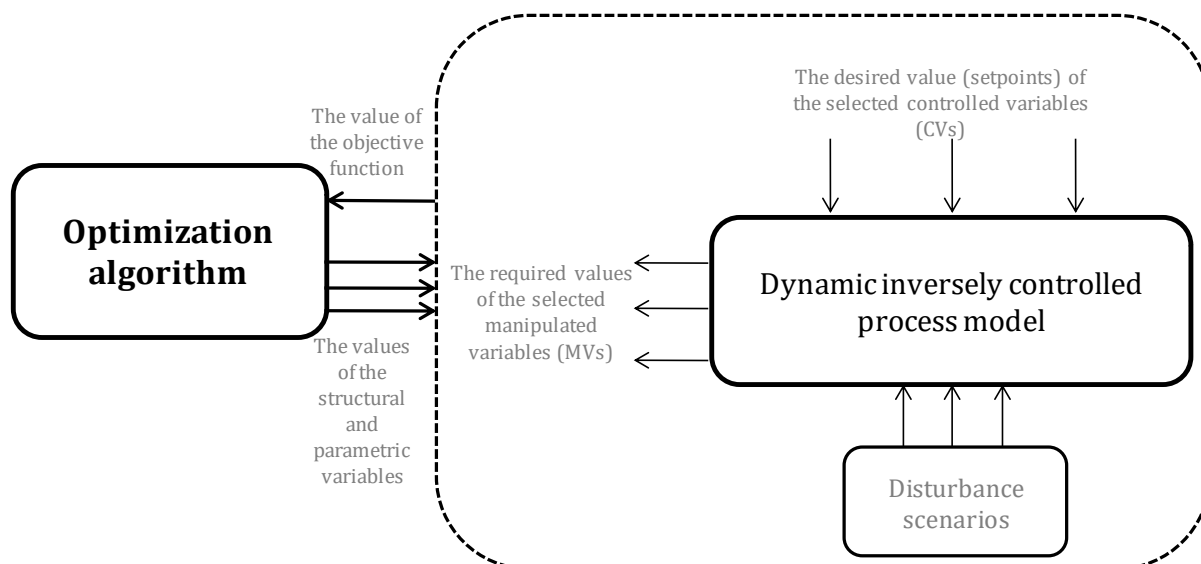 The desired value (setpoints) of
the selected controlled variables
(CVs)
The value of
the objective
function
Optimization
algorithm
The required values
of the selected
manipulated
variables (MVs)
Dynamic inversely controlled
process model
The values
of the
structural
and
parametric
variables
Disturbance
scenarios